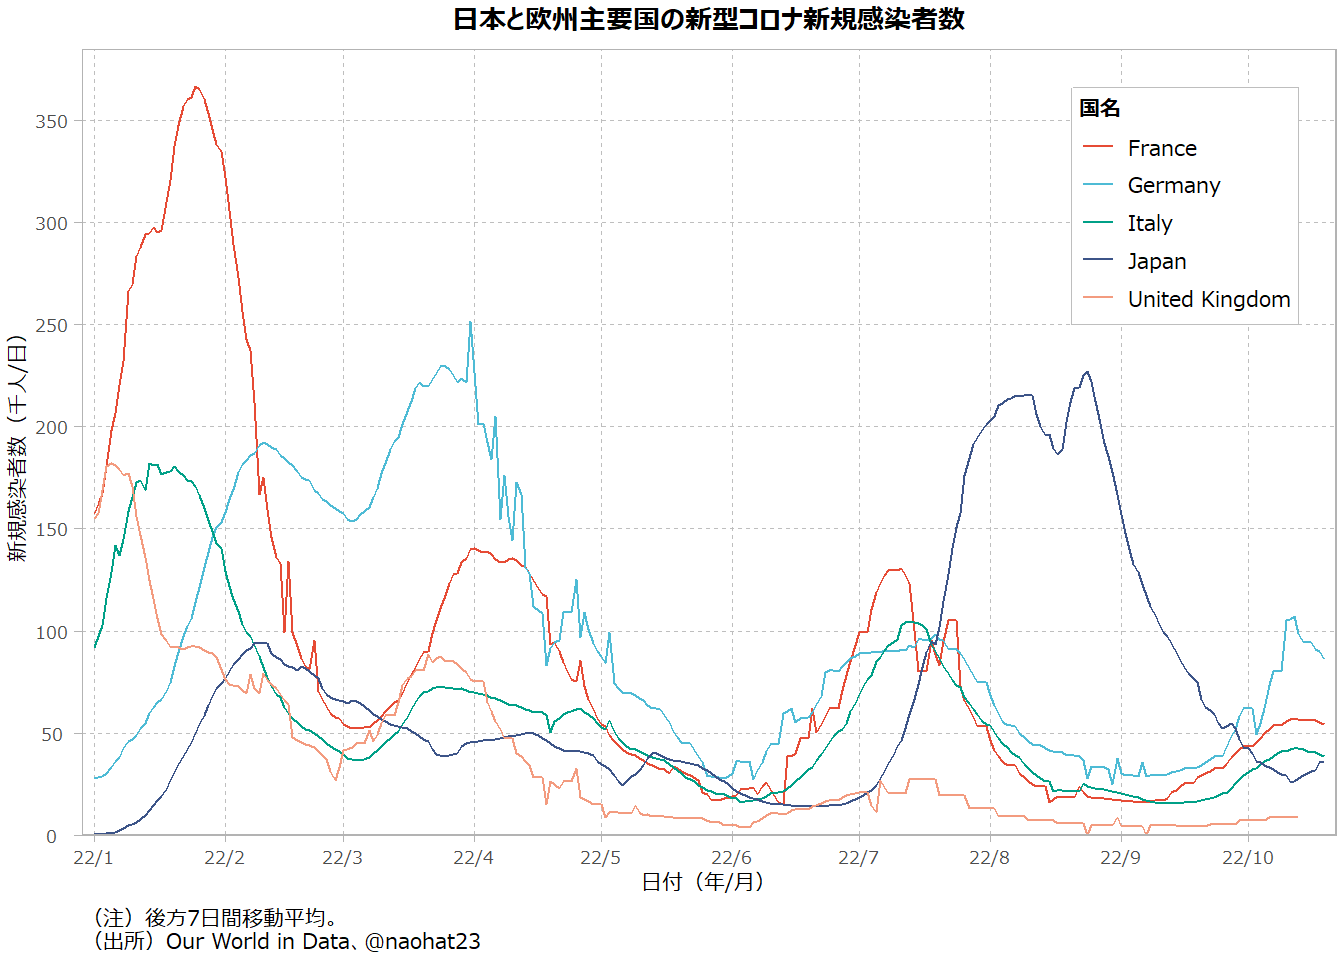 日本と欧州主要国の新型コロナ新規感染者数
新規感染者数（千人/日）
350
300
250
200
150
100
50
0
国名
France
Germany
Italy
Japan
United Kingdom
22/1 22/2 22/3 22/4 22/5 22/6 22/7 22/8 22/9 22/10
日付（年/月）
（注）後方7日間移動平均。
（出所）Our World in Data、@naohat23